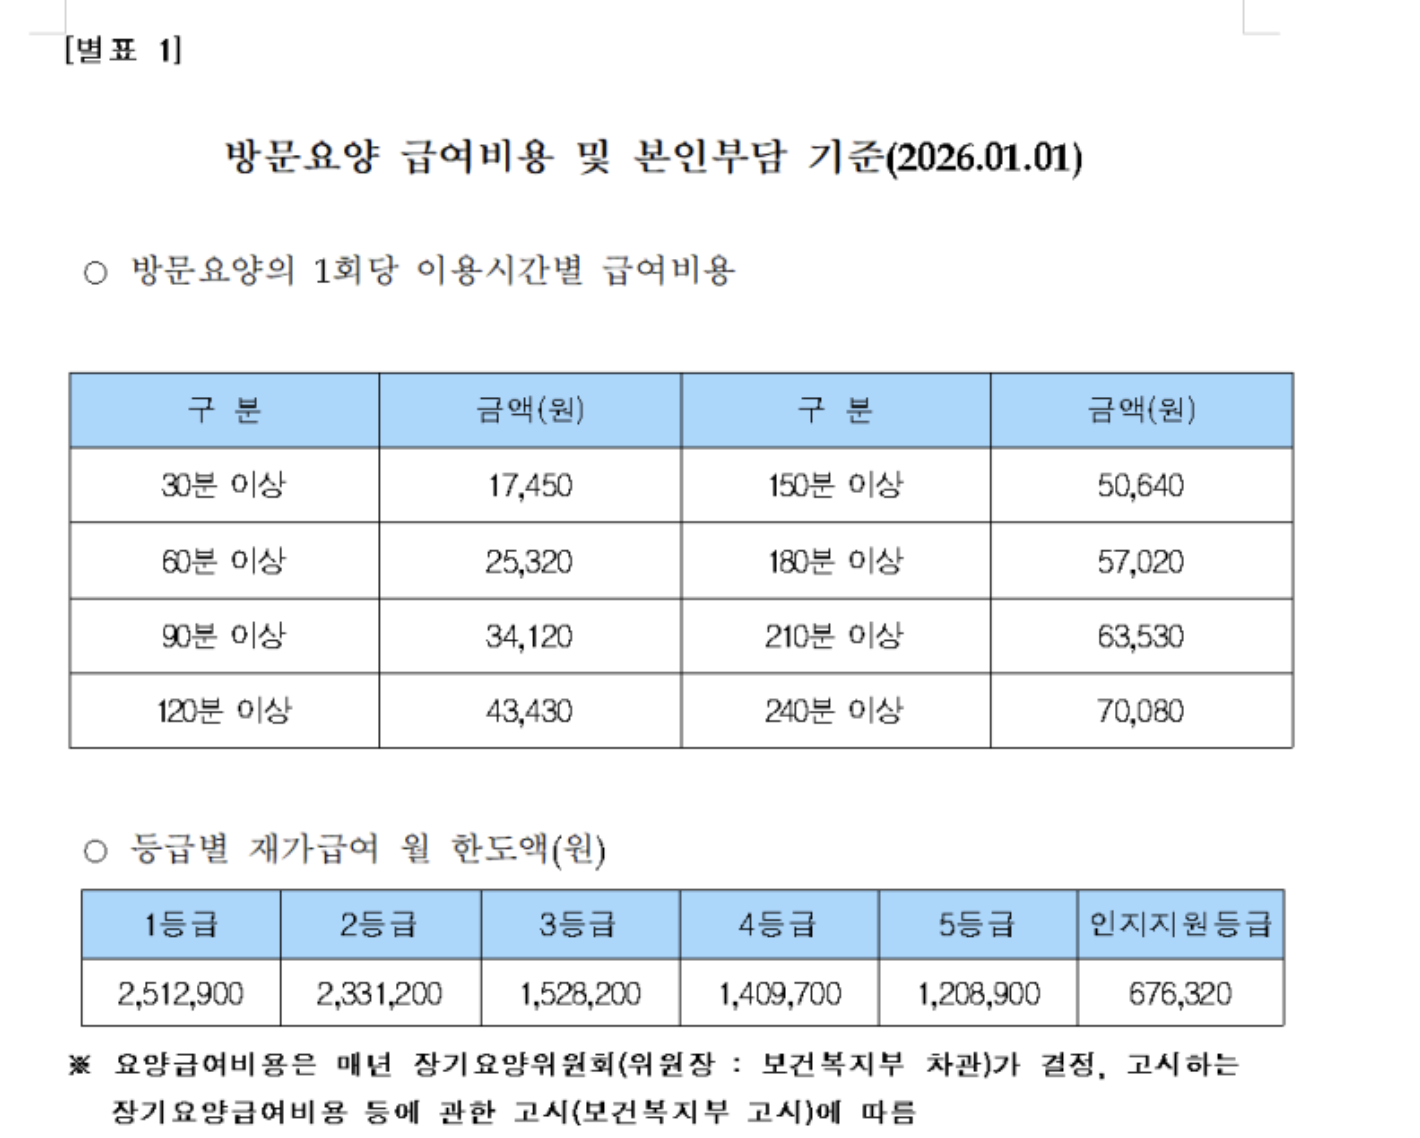 [별표 1]
방문요양 급여비용 및 본인부담 기준(2026.01.01)
○ 방문요양의 1회당 이용시간별 급여비용
구 분 금액(원) 구 분 금액(원)
30분 이상 17,450 150분 이상 50,640
60분 이상 25,320 180분 이상 57,020
90분 이상 34,120 210분 이상 63,530
120분 이상 43,430 240분 이상 70,080
○ 등급별 재가급여 월 한도액(원)
1등급 2등급 3등급 4등급 5등급 인지지원등급
2,512,900 2,331,200 1,528,200 1,409,700 1,208,900 676,320
※ 요양급여비용은 매년 장기요양위원회(위원장 : 보건복지부 차관)가 결정, 고시하는
장기요양급여비용 등에 관한 고시(보건복지부 고시)에 따름